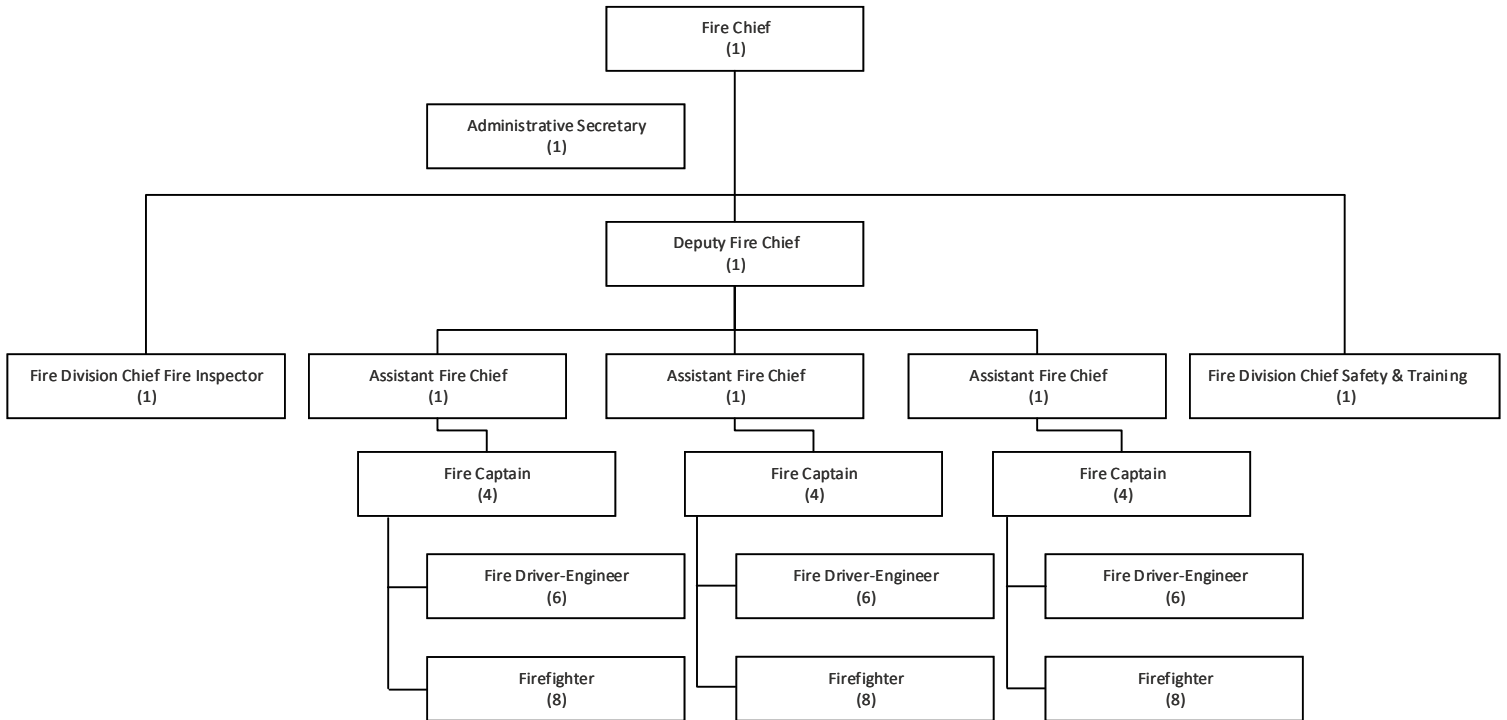 Fire Chief
(1)
Administrative Secretary
(1)
Deputy Fire Chief
(1)
Fire Division Chief Fire Inspector
(1)
Assistant Fire Chief
(1)
Assistant Fire Chief
(1)
Assistant Fire Chief
(1)
Fire Division Chief Safety & Training
(1)
Fire Captain
(4)
Fire Captain
(4)
Fire Captain
(4)
Fire Driver-Engineer
(6)
Fire Driver-Engineer
(6)
Fire Driver-Engineer
(6)
Firefighter
(8)
Firefighter
(8)
Firefighter
(8)